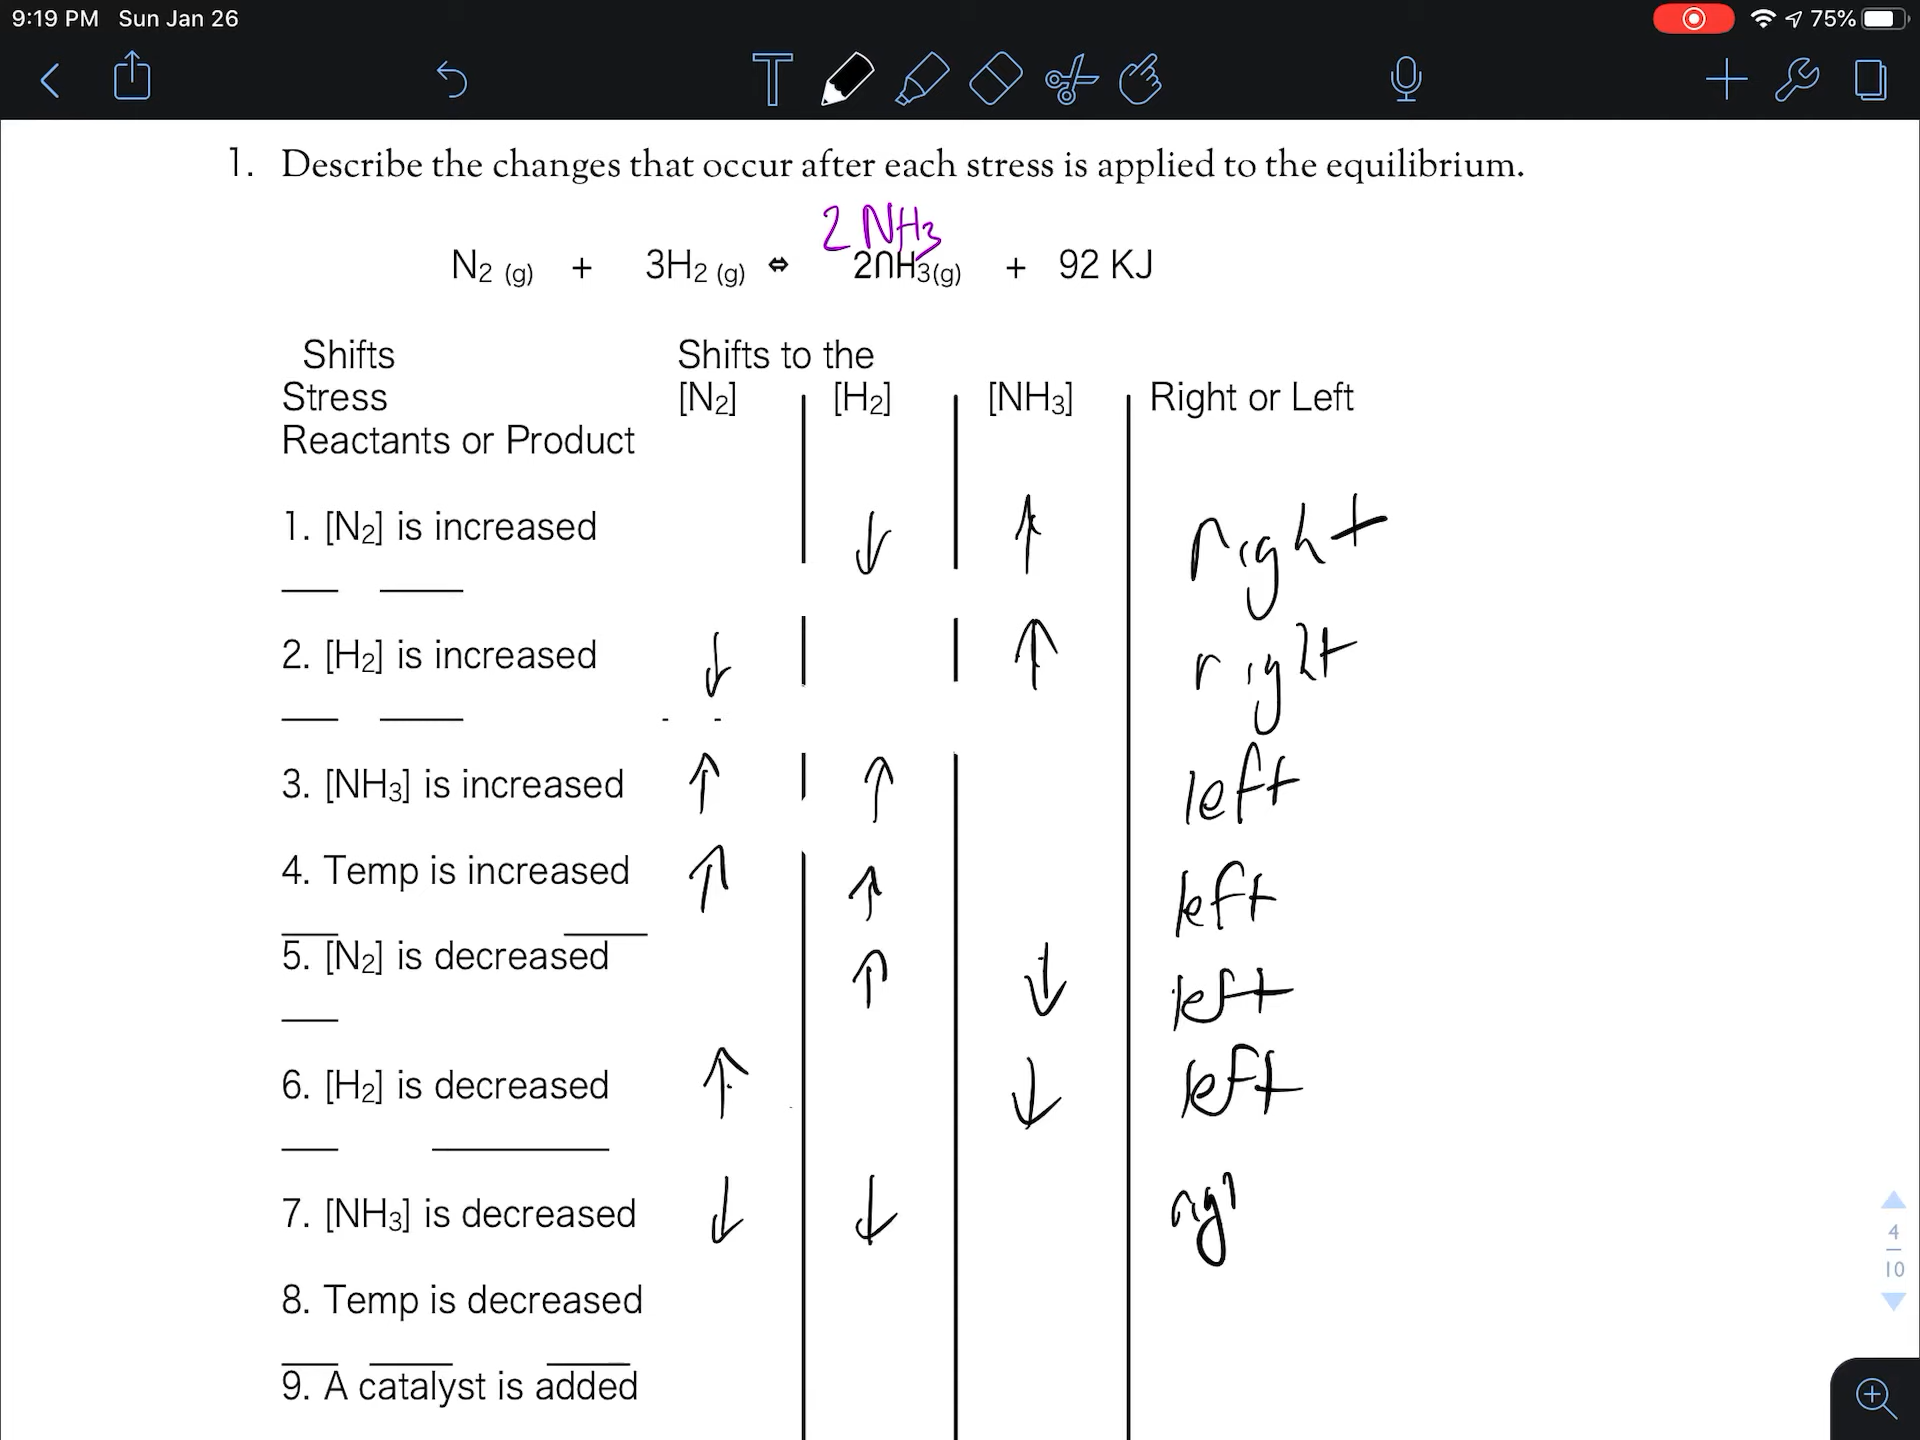 9:19 PM Sun Jan 26 75%
1. Describe the changes that occur after each stress is applied to the equilibrium.
2 NH3
N2 (g) + 3H2 (g) ⇔ 2nH3(g) + 92 KJ
Shifts Shifts to the
Stress [N2] [H2] [NH3] Right or Left
Reactants or Product
1. [N2] is increased ↓ ↑ right
2. [H2] is increased ↓ ↑ right
3. [NH3] is increased ↑ ↑ left
4. Temp is increased ↑ ↑ left
5. [N2] is decreased ↑ ↓ left
6. [H2] is decreased ↑ ↓ left
7. [NH3] is decreased ↓ ↓ rig
8. Temp is decreased
9. A catalyst is added
4
10